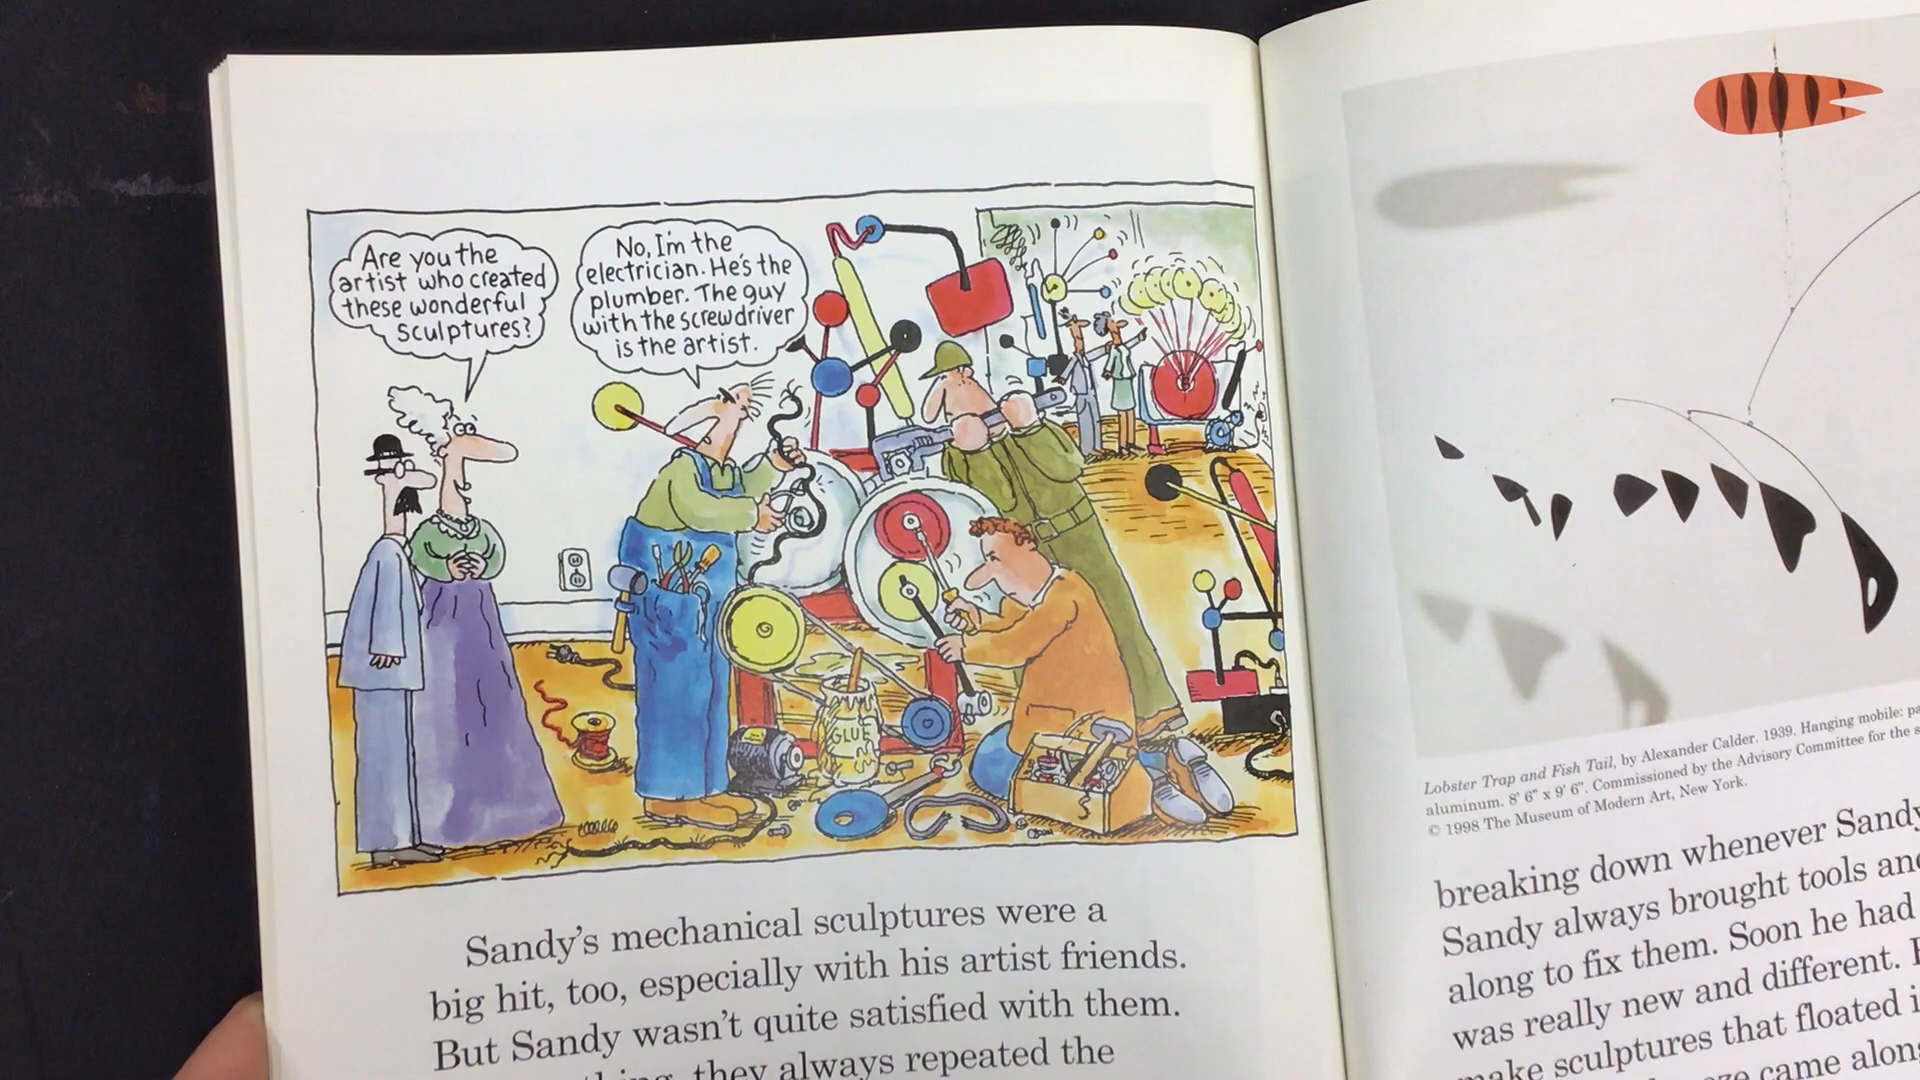 Are you the
artist who created
these wonderful
sculptures?
No, I'm the
electrician. He's the
plumber. The guy
with the screwdriver
is the artist.
GLUE
Sandy's mechanical sculptures were a
big hit, too, especially with his artist friends.
But Sandy wasn't quite satisfied with them.
they always repeated the
Lobster Trap and Fish Tail, by Alexander Calder. 1939. Hanging mobile:
aluminum. 8' 6" x 9' 6". Commissioned by the Advisory Committee for the
© 1998 The Museum of Modern Art, New York.
breaking down whenever Sandy
Sandy always brought tools
along to fix them. Soon he had
was really new and different.
make sculptures that floated
came